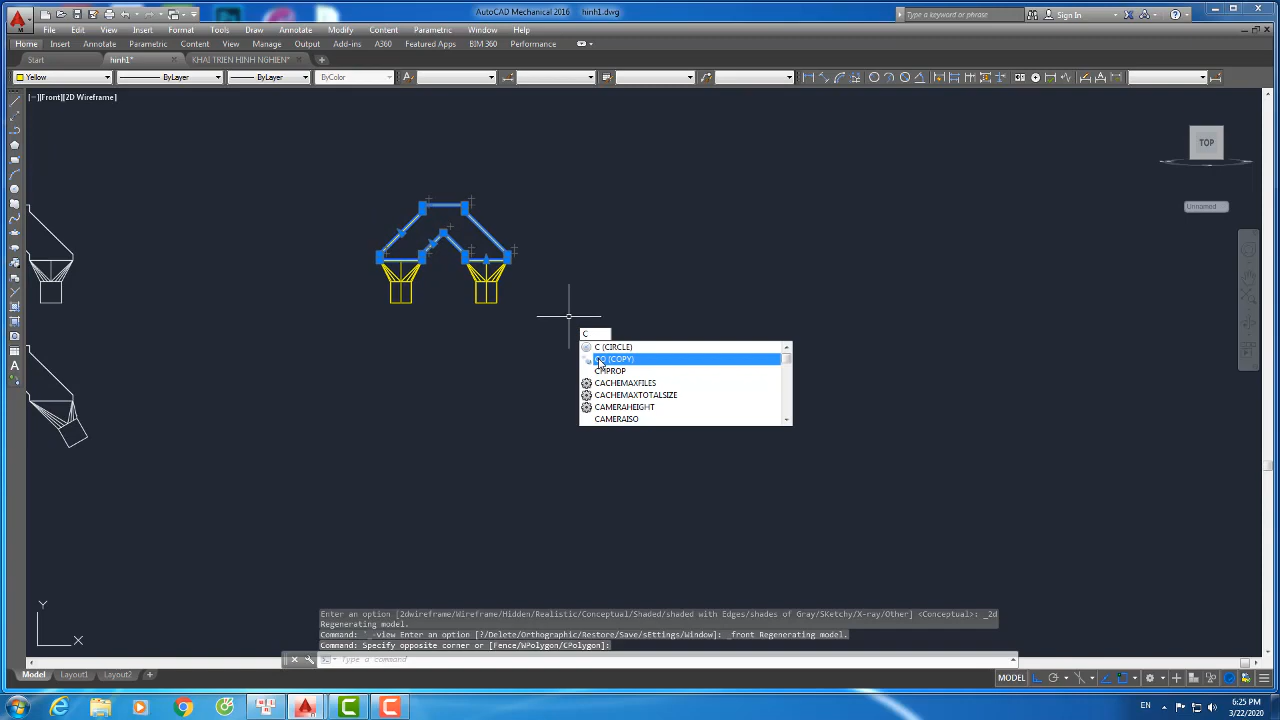 AutoCAD Mechanical 2016 hinh1.dwg
Type a keyword or phrase
Sign In
File Edit View Insert Format Tools Draw Annotate Modify Content Parametric Window Help
Home Insert Annotate Parametric Content View Manage Output Add-ins A360 Featured Apps BIM 360 Performance
Start hinh1* KHAI TRIEN HINH NGHIEN*
Yellow ByLayer ByLayer ByColor
[−][Front][2D Wireframe]
TOP
Unnamed
C
C (CIRCLE)
CO (COPY)
CMPROP
CACHEMAXFILES
CACHEMAXTOTALSIZE
CAMERAHEIGHT
CAMERAISO
Y
X
Enter an option [2dwireframe/Wireframe/Hidden/Realistic/Conceptual/Shaded/shaded with Edges/shades of Gray/SKetchy/X-ray/Other] <Conceptual>: _2d
Regenerating model.
Command: '_-view Enter an option [?/Delete/Orthographic/Restore/Save/sEttings/Window]: _front Regenerating model.
Command: Specify opposite corner or [Fence/WPolygon/CPolygon]:
Type a command
Model Layout1 Layout2
MODEL
EN
6:25 PM
3/22/2020